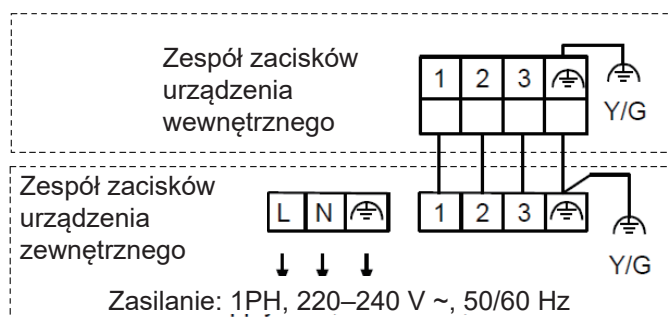 Zespół zacisków
urządzenia
wewnętrznego
1 2 3
Y/G
Zespół zacisków
urządzenia
zewnętrznego
L N
1 2 3
Y/G
Zasilanie: 1PH, 220–240 V ~, 50/60 Hz